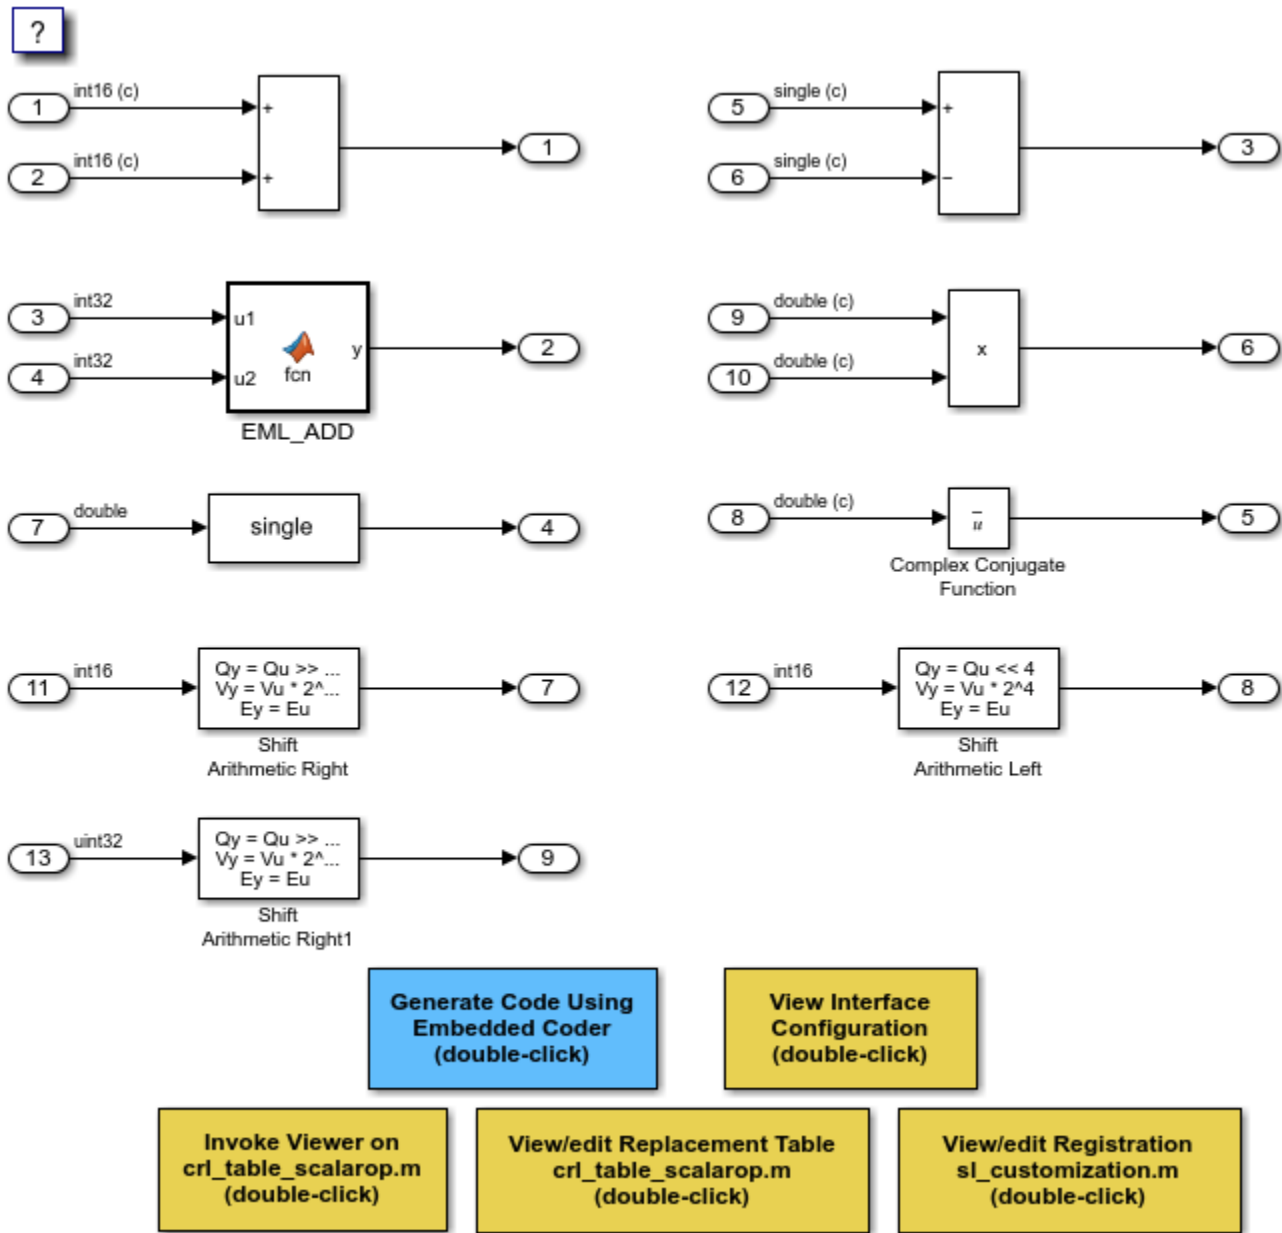 ?
int16 (c)
1
+
int16 (c)
2
+
1
single (c)
5
+
single (c)
6
−
3
int32
3
u1
int32
4
u2
fcn
y
2
EML_ADD
double (c)
9
double (c)
10
x
6
double
7
single
4
double (c)
8
u
5
Complex Conjugate
Function
int16
11
Qy = Qu >> ...
Vy = Vu * 2^...
Ey = Eu
7
Shift
Arithmetic Right
int16
12
Qy = Qu << 4
Vy = Vu * 2^4
Ey = Eu
8
Shift
Arithmetic Left
uint32
13
Qy = Qu >> ...
Vy = Vu * 2^...
Ey = Eu
9
Shift
Arithmetic Right1
Generate Code Using
Embedded Coder
(double-click)
View Interface
Configuration
(double-click)
Invoke Viewer on
crl_table_scalarop.m
(double-click)
View/edit Replacement Table
crl_table_scalarop.m
(double-click)
View/edit Registration
sl_customization.m
(double-click)